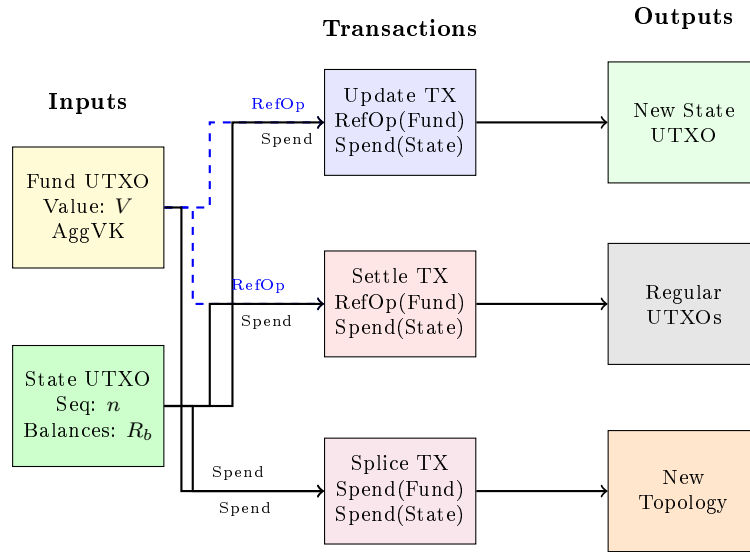 Inputs
Transactions
Outputs
Fund UTXO
Value: V
AggVK
State UTXO
Seq: n
Balances: R_b
RefOp
Spend
RefOp
Spend
Spend
Spend
Update TX
RefOp(Fund)
Spend(State)
Settle TX
RefOp(Fund)
Spend(State)
Splice TX
Spend(Fund)
Spend(State)
New State
UTXO
Regular
UTXOs
New
Topology